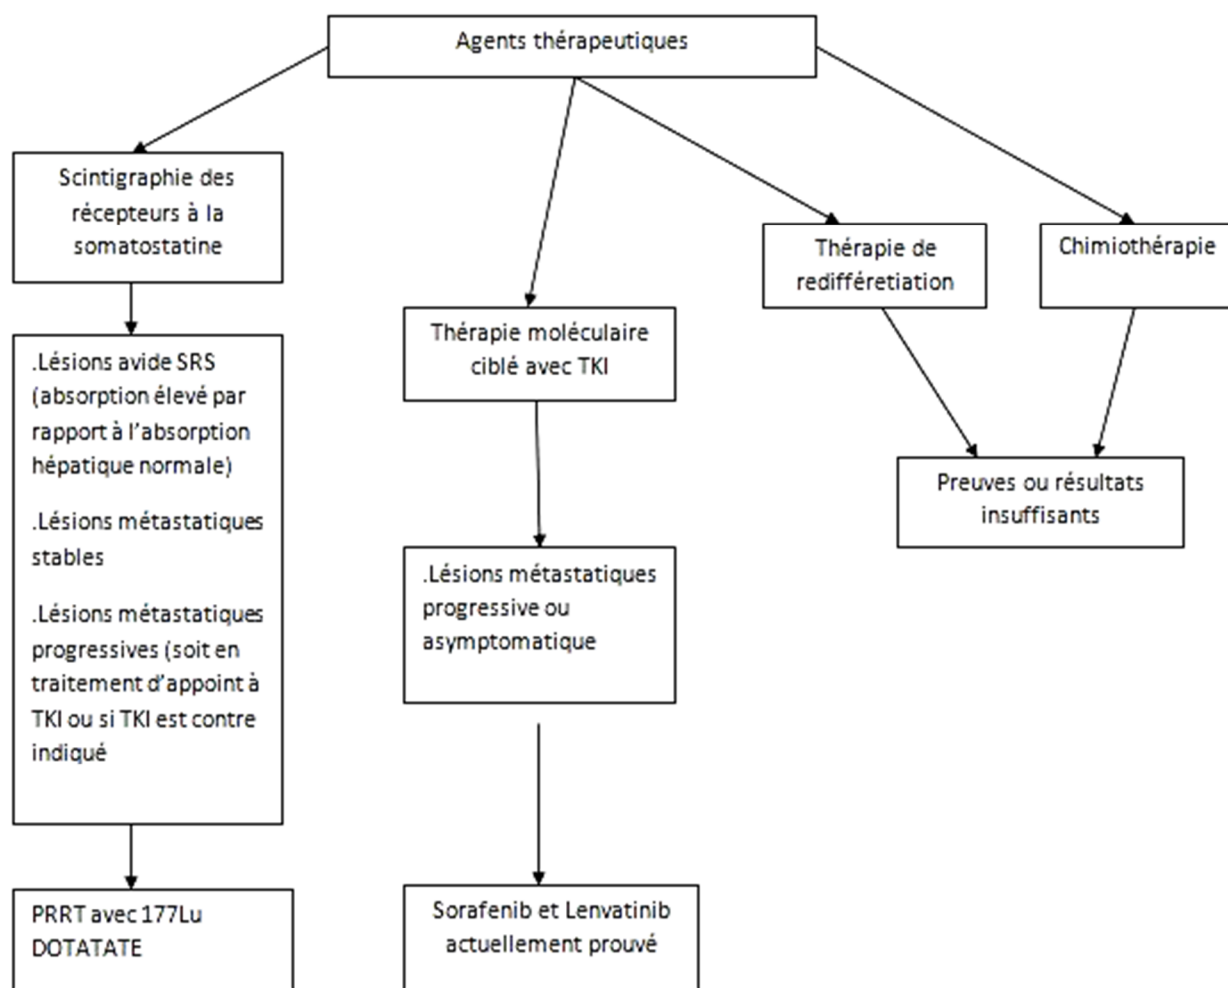 Agents thérapeutiques
Scintigraphie des
récepteurs à la
somatostatine
Thérapie de
redifféretiation
Chimiothérapie
Thérapie moléculaire
ciblé avec TKI
.Lésions avide SRS
(absorption élevé par
rapport à l'absorption
hépatique normale)
.Lésions métastatiques
stables
.Lésions métastatiques
progressives (soit en
traitement d'appoint à
TKI ou si TKI est contre
indiqué
Preuves ou résultats
insuffisants
.Lésions métastatiques
progressive ou
asymptomatique
PRRT avec 177Lu
DOTATATE
Sorafenib et Lenvatinib
actuellement prouvé